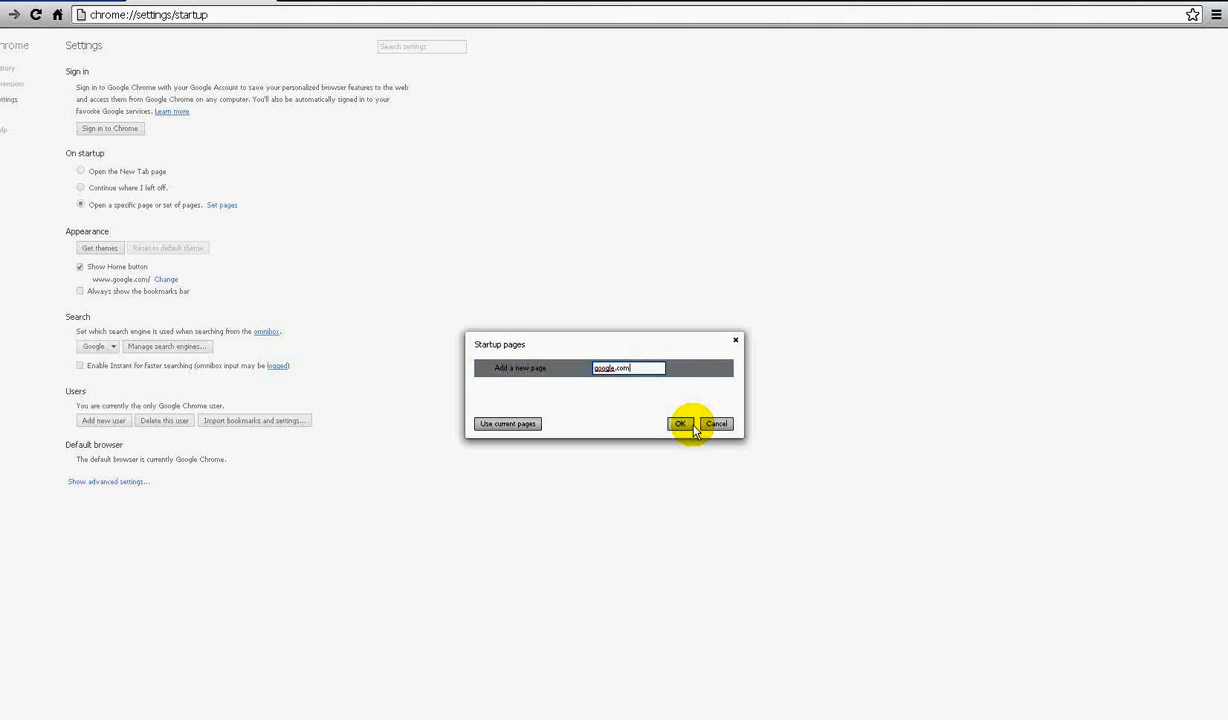 chrome://settings/startup
hrome
Settings
Search settings
story
tensions
ettings
elp
Sign in
Sign in to Google Chrome with your Google Account to save your personalized browser features to the web
and access them from Google Chrome on any computer. You'll also be automatically signed in to your
favorite Google services. Learn more
Sign in to Chrome
On startup
Open the New Tab page
Continue where I left off.
Open a specific page or set of pages. Set pages
Appearance
Get themes
Reset to default theme
Show Home button
www.google.com/ Change
Always show the bookmarks bar
Search
Set which search engine is used when searching from the omnibox.
Google
Manage search engines...
Enable Instant for faster searching (omnibox input may be logged)
Users
You are currently the only Google Chrome user.
Add new user
Delete this user
Import bookmarks and settings...
Default browser
The default browser is currently Google Chrome.
Show advanced settings...
Startup pages
Add a new page
google.com
Use current pages
OK
Cancel